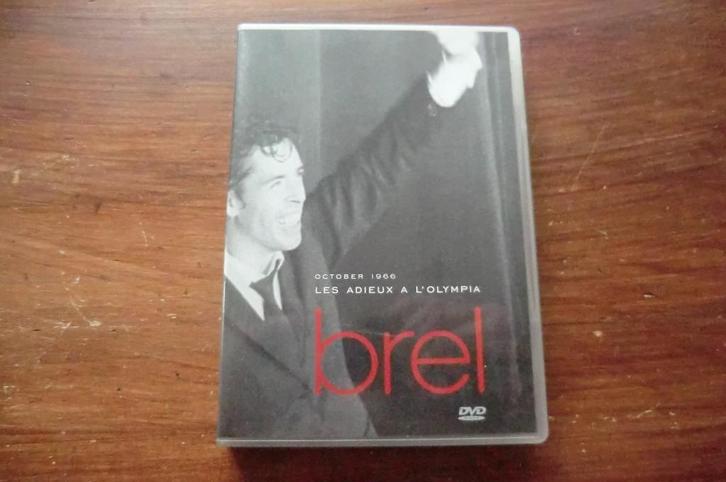 OCTOBER 1966
LES ADIEUX A L'OLYMPIA
brel
DVD